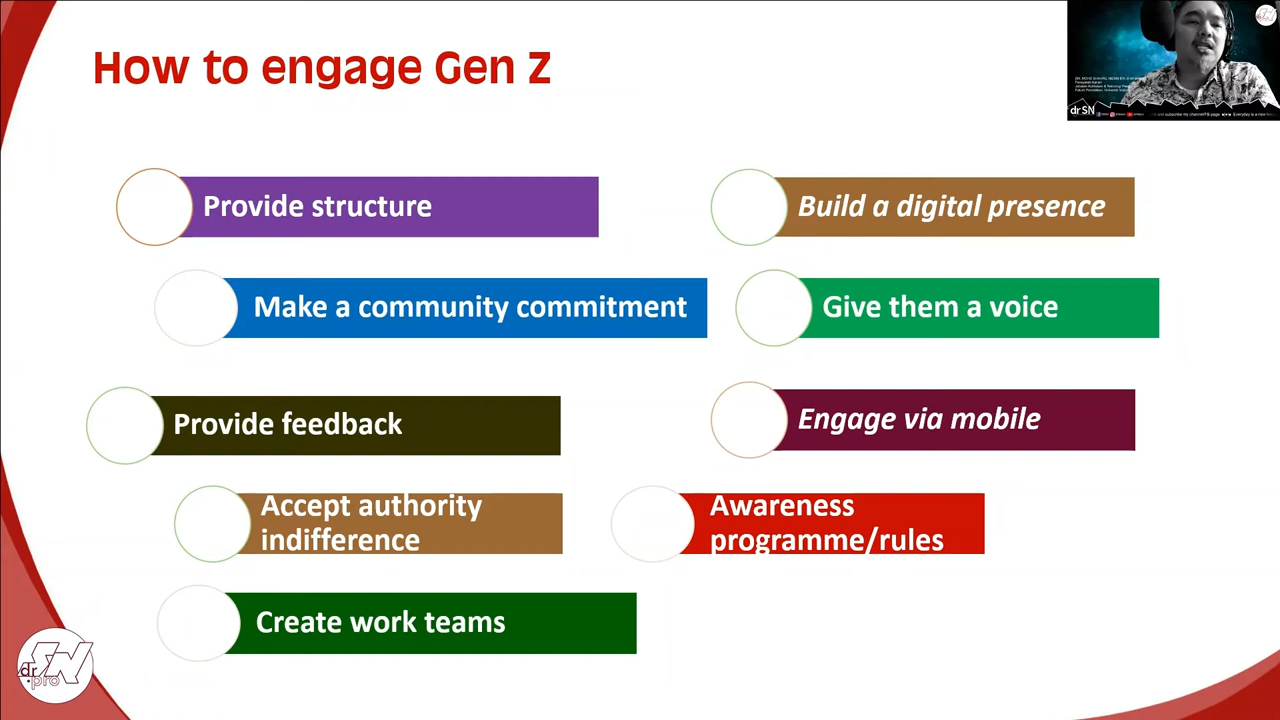 How to engage Gen Z
Provide structure
Build a digital presence
Make a community commitment
Give them a voice
Provide feedback
Engage via mobile
Accept authority
indifference
Awareness
programme/rules
Create work teams
drSN
dr
SN
.pro